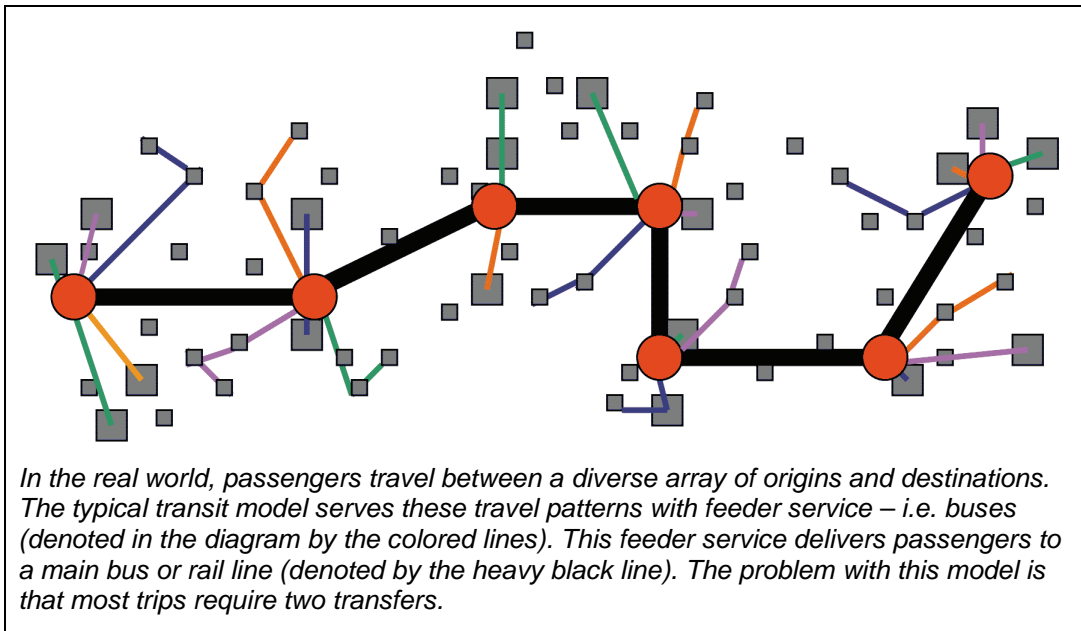 In the real world, passengers travel between a diverse array of origins and destinations.
The typical transit model serves these travel patterns with feeder service – i.e. buses
(denoted in the diagram by the colored lines). This feeder service delivers passengers to
a main bus or rail line (denoted by the heavy black line). The problem with this model is
that most trips require two transfers.